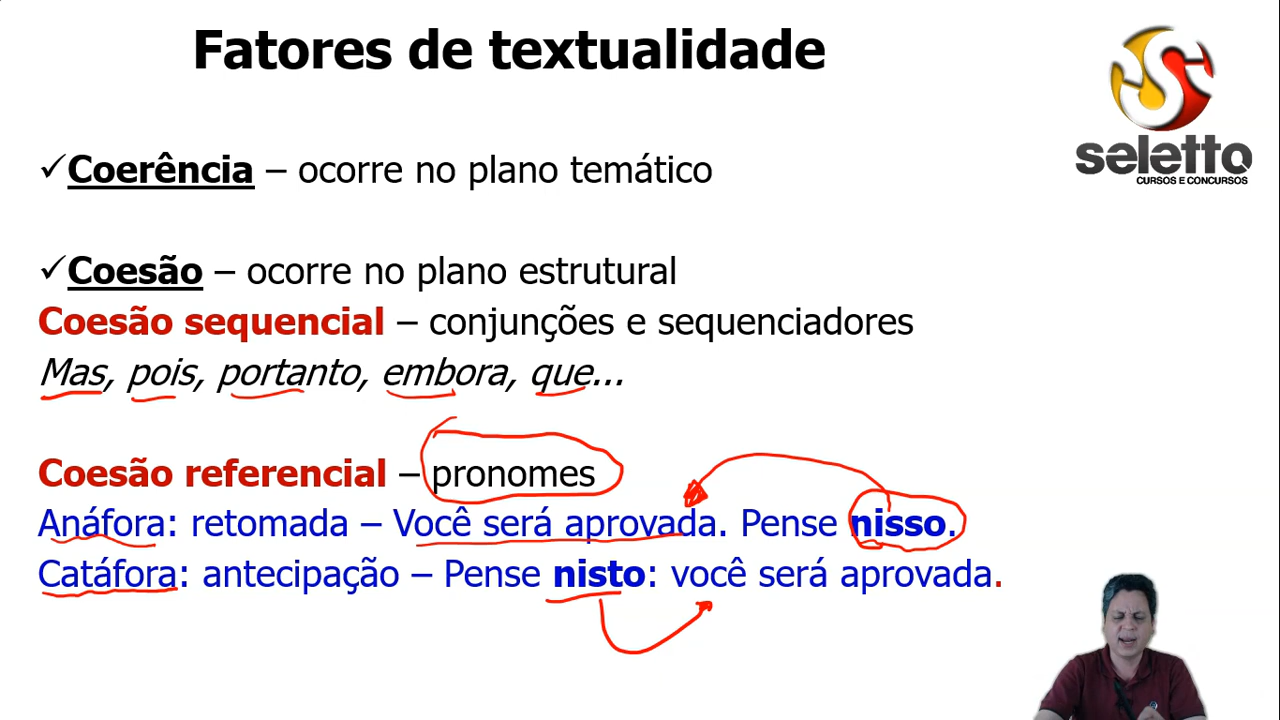 Fatores de textualidade
seletto
CURSOS E CONCURSOS
✓Coerência – ocorre no plano temático
✓Coesão – ocorre no plano estrutural
Coesão sequencial – conjunções e sequenciadores
Mas, pois, portanto, embora, que...
Coesão referencial – pronomes
Anáfora: retomada – Você será aprovada. Pense nisso.
Catáfora: antecipação – Pense nisto: você será aprovada.